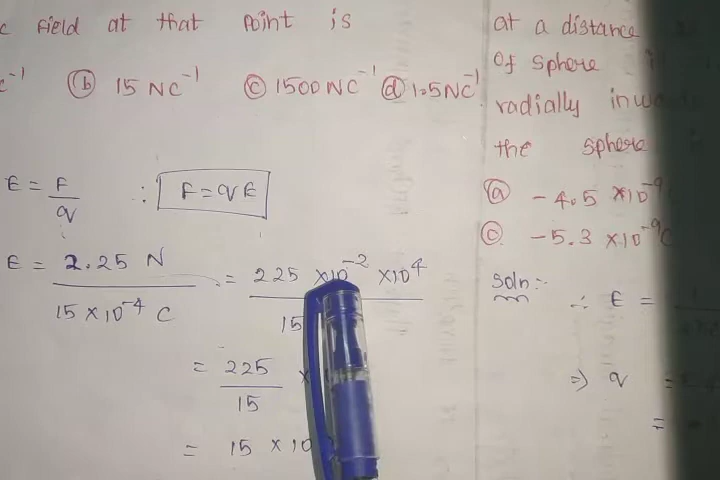 field at that point is
(b) 15 NC⁻¹ (c) 1500 NC⁻¹ (d) 1.5 NC⁻¹
E = F/q ∴ F = qE
E = 2.25 N / 15 × 10⁻⁴ C = 225 × 10⁻² × 10⁴ / 15
= 225 / 15 ×
= 15 × 10
at a distance
of sphere
radially
the sphere
(a) -4.5 × 10⁻⁹
(c) -5.3 × 10⁻⁹ C
Soln:-
∴ E =
⇒ q =
=